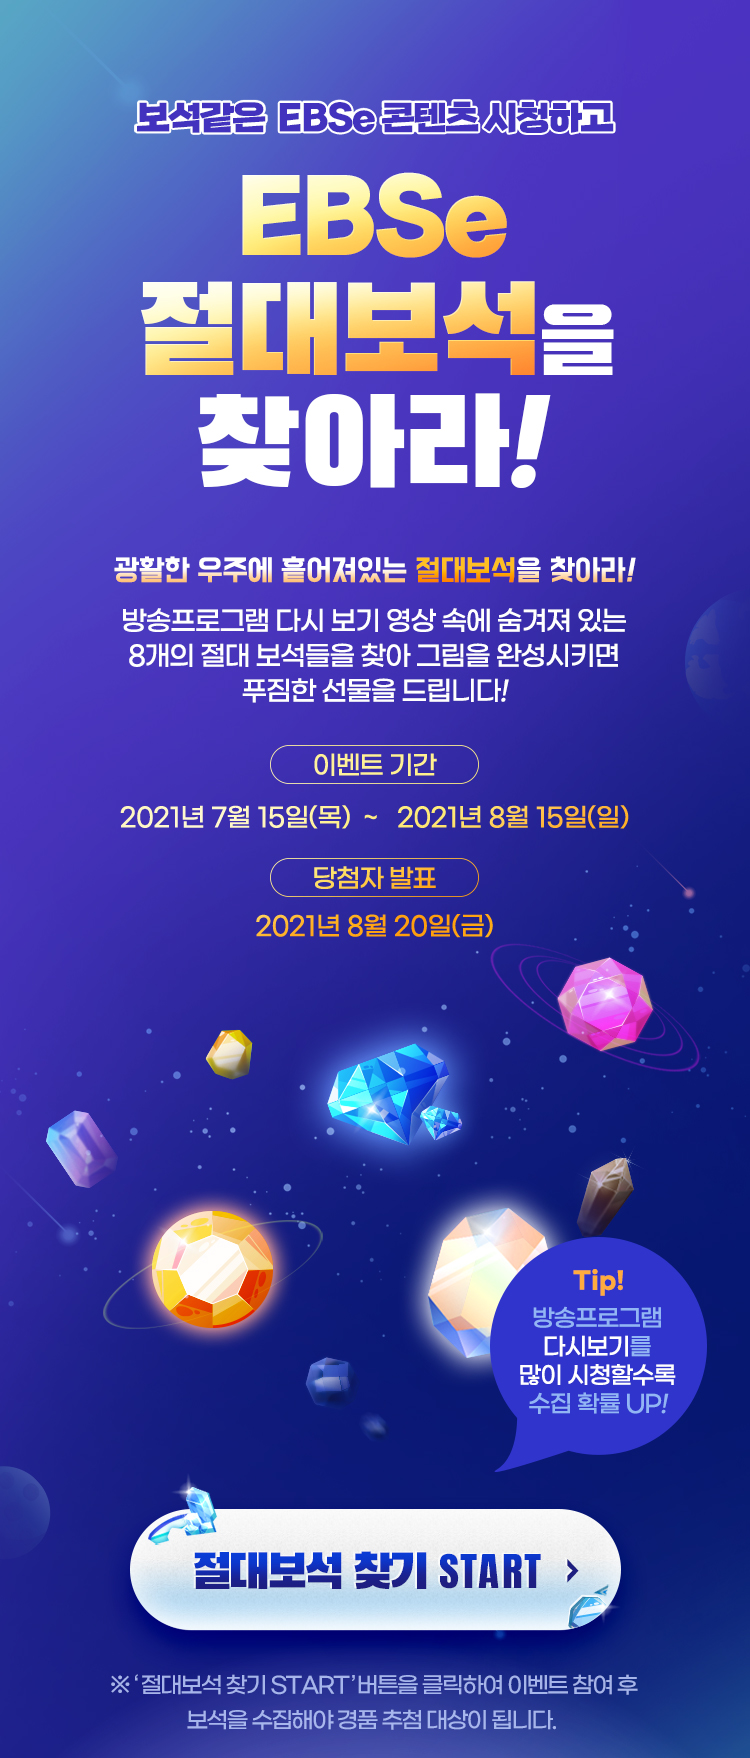 보석같은 EBSe 콘텐츠 시청하고
EBSe
절대보석을
찾아라!
광활한 우주에 흩어져있는 절대보석을 찾아라!
방송프로그램 다시 보기 영상 속에 숨겨져 있는
8개의 절대 보석들을 찾아 그림을 완성시키면
푸짐한 선물을 드립니다!
이벤트 기간
2021년 7월 15일(목) ~ 2021년 8월 15일(일)
당첨자 발표
2021년 8월 20일(금)
Tip!
방송프로그램
다시보기를
많이 시청할수록
수집 확률 UP!
절대보석 찾기 START >
※ ‘절대보석 찾기 START’버튼을 클릭하여 이벤트 참여 후
보석을 수집해야 경품 추첨 대상이 됩니다.